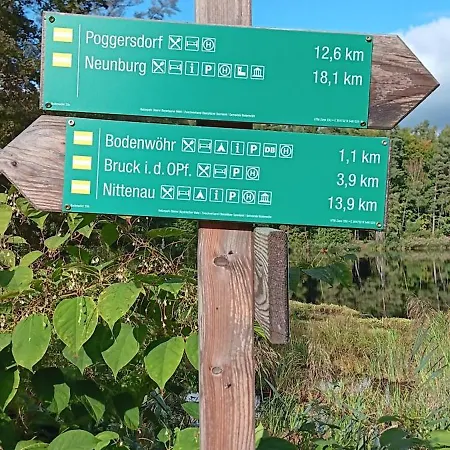 Poggersdorf 12,6 km
Neunburg 18,1 km
Bodenwöhr 1,1 km
Bruck i.d.OPf. 3,9 km
Nittenau 13,9 km